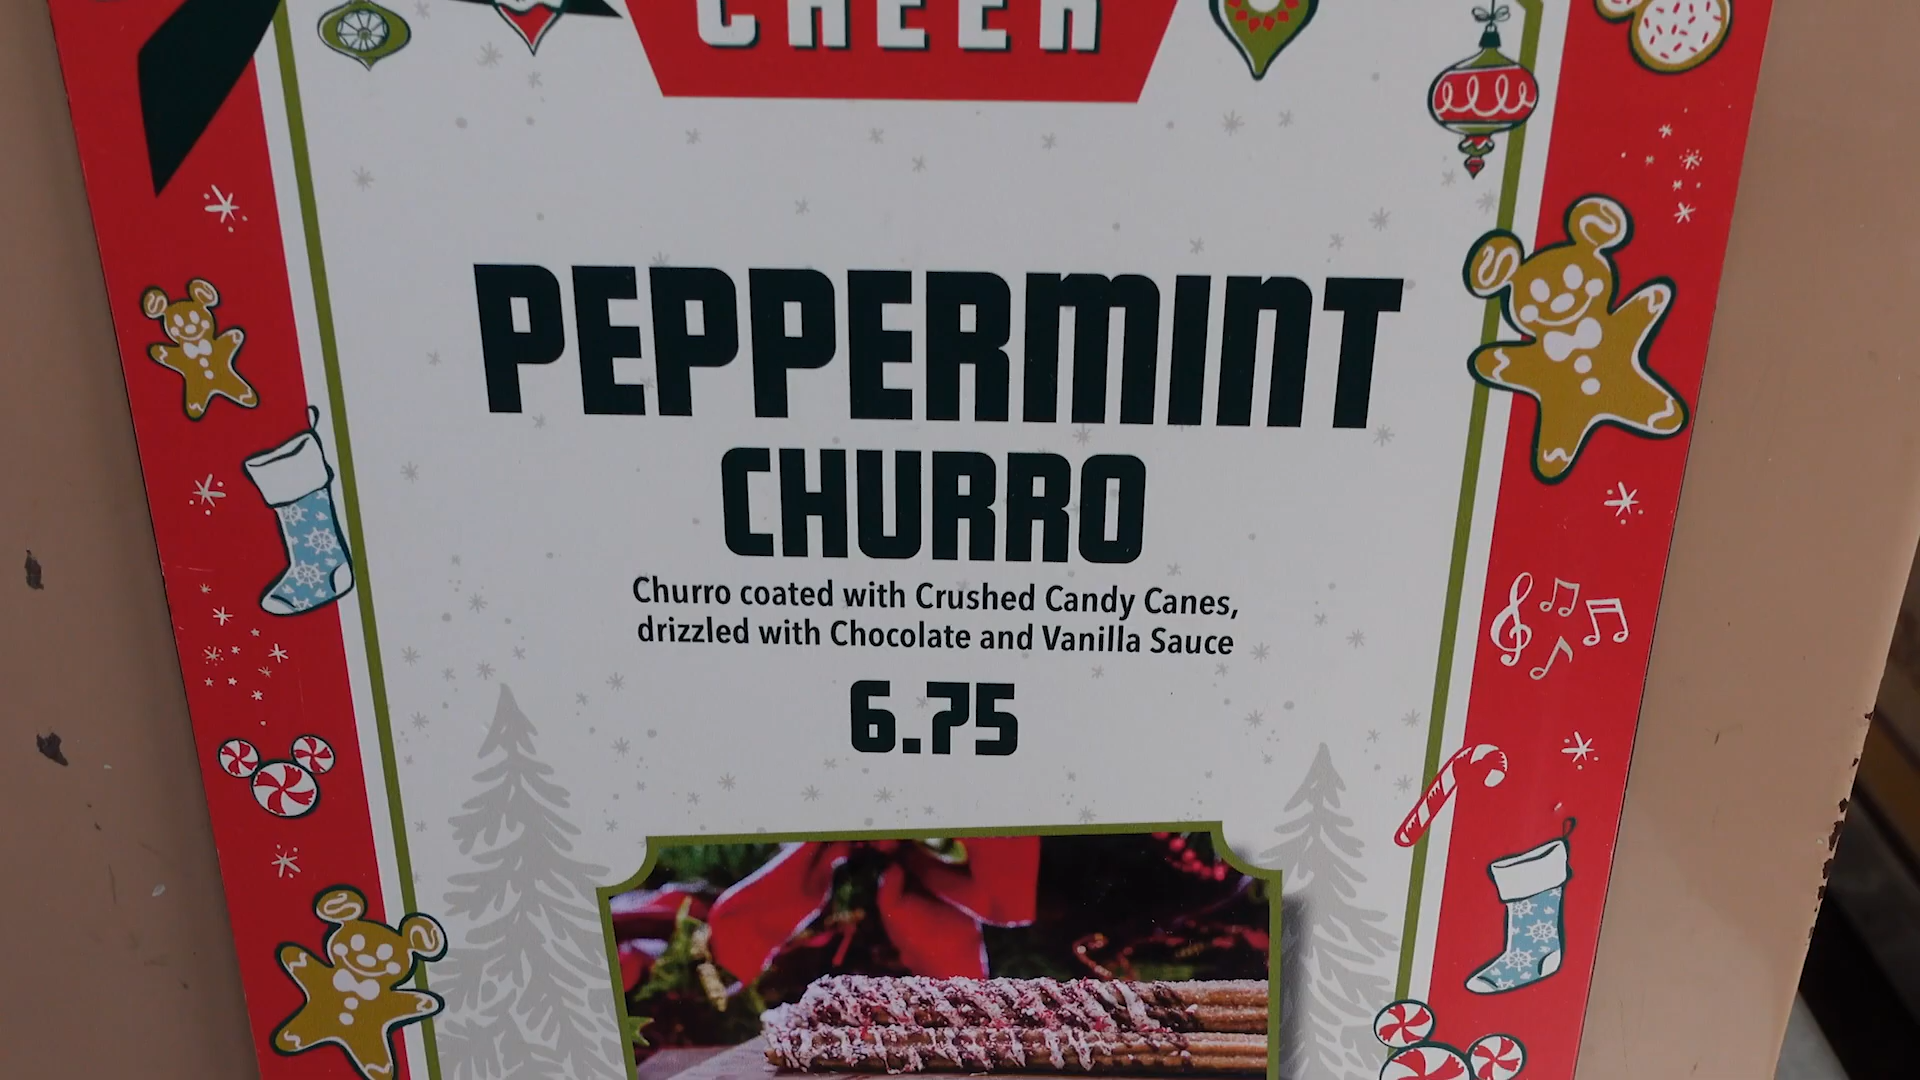 CHEER
PEPPERMINT
CHURRO
Churro coated with Crushed Candy Canes,
drizzled with Chocolate and Vanilla Sauce
6.75